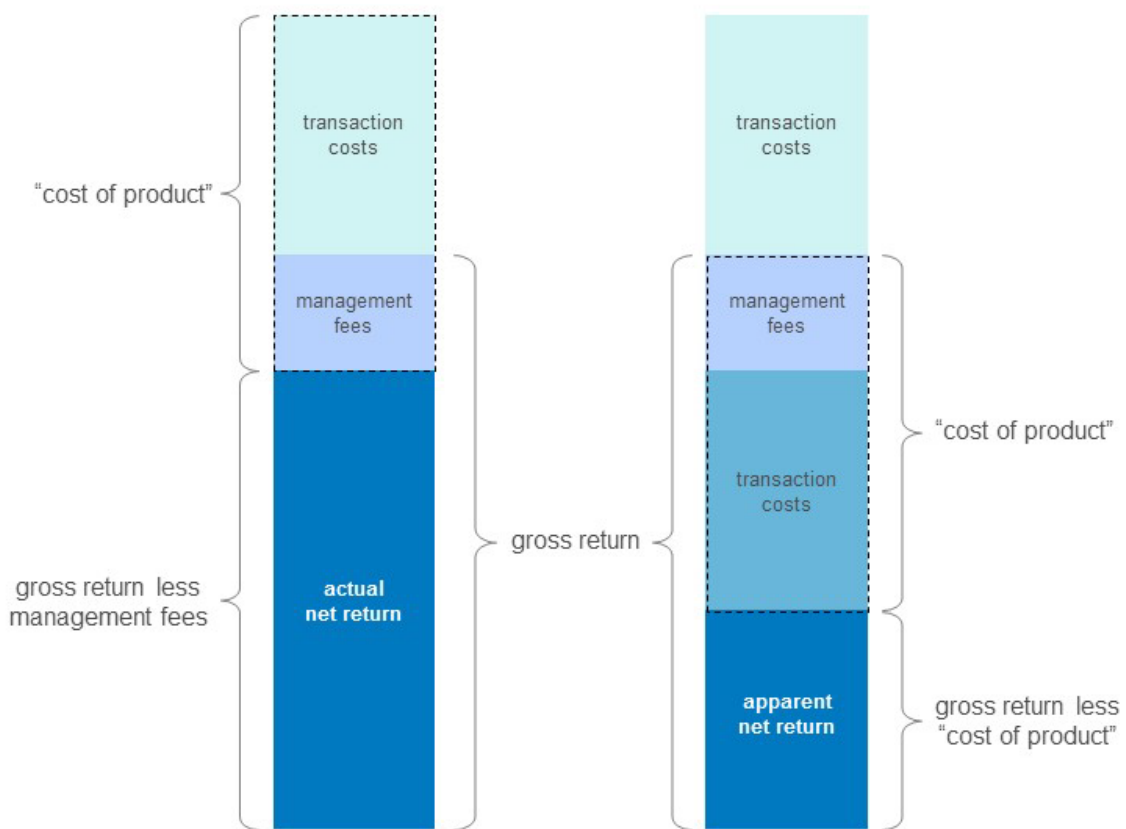 transaction
costs
transaction
costs
“cost of product”
management
fees
management
fees
“cost of product”
transaction
costs
gross return
gross return less
management fees
actual
net return
apparent
net return
gross return less
“cost of product”